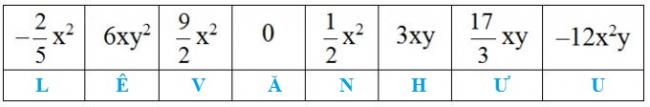 -2/5 x² 6xy² 9/2 x² 0 1/2 x² 3xy 17/3 xy -12x²y
L Ê V Ă N H Ư U